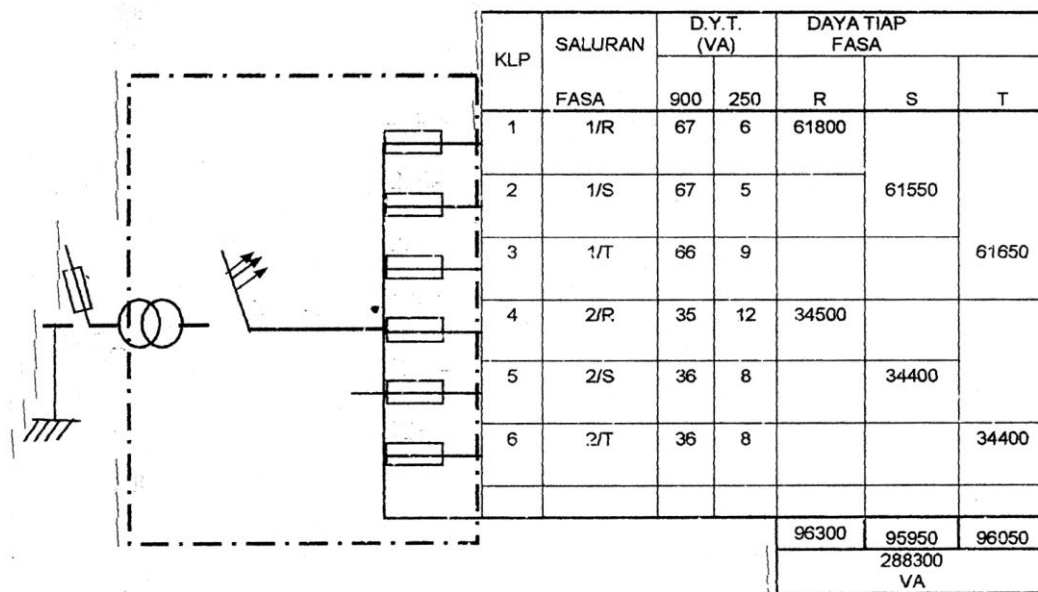 KLP SALURAN FASA D.Y.T. (VA) DAYA TIAP FASA
900 250 R S T
1 1/R 67 6 61800
2 1/S 67 5 61550
3 1/T 66 9 61650
4 2/R 35 12 34500
5 2/S 36 8 34400
6 2/T 36 8 34400
96300 95950 96050
288300
VA